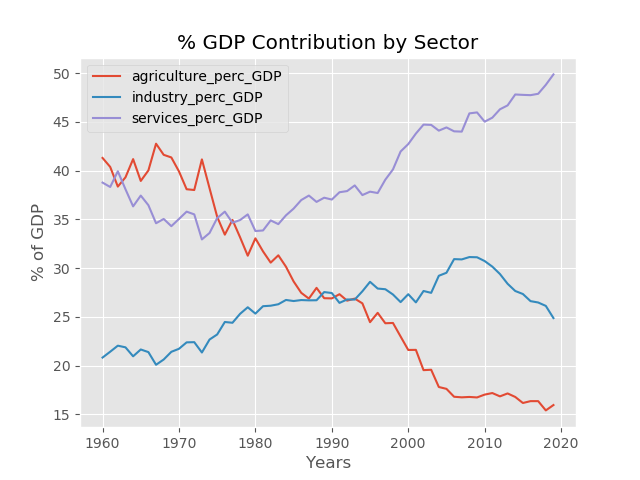 % GDP Contribution by Sector
agriculture_perc_GDP
industry_perc_GDP
services_perc_GDP
50
45
40
35
30
25
20
15
% of GDP
1960 1970 1980 1990 2000 2010 2020
Years